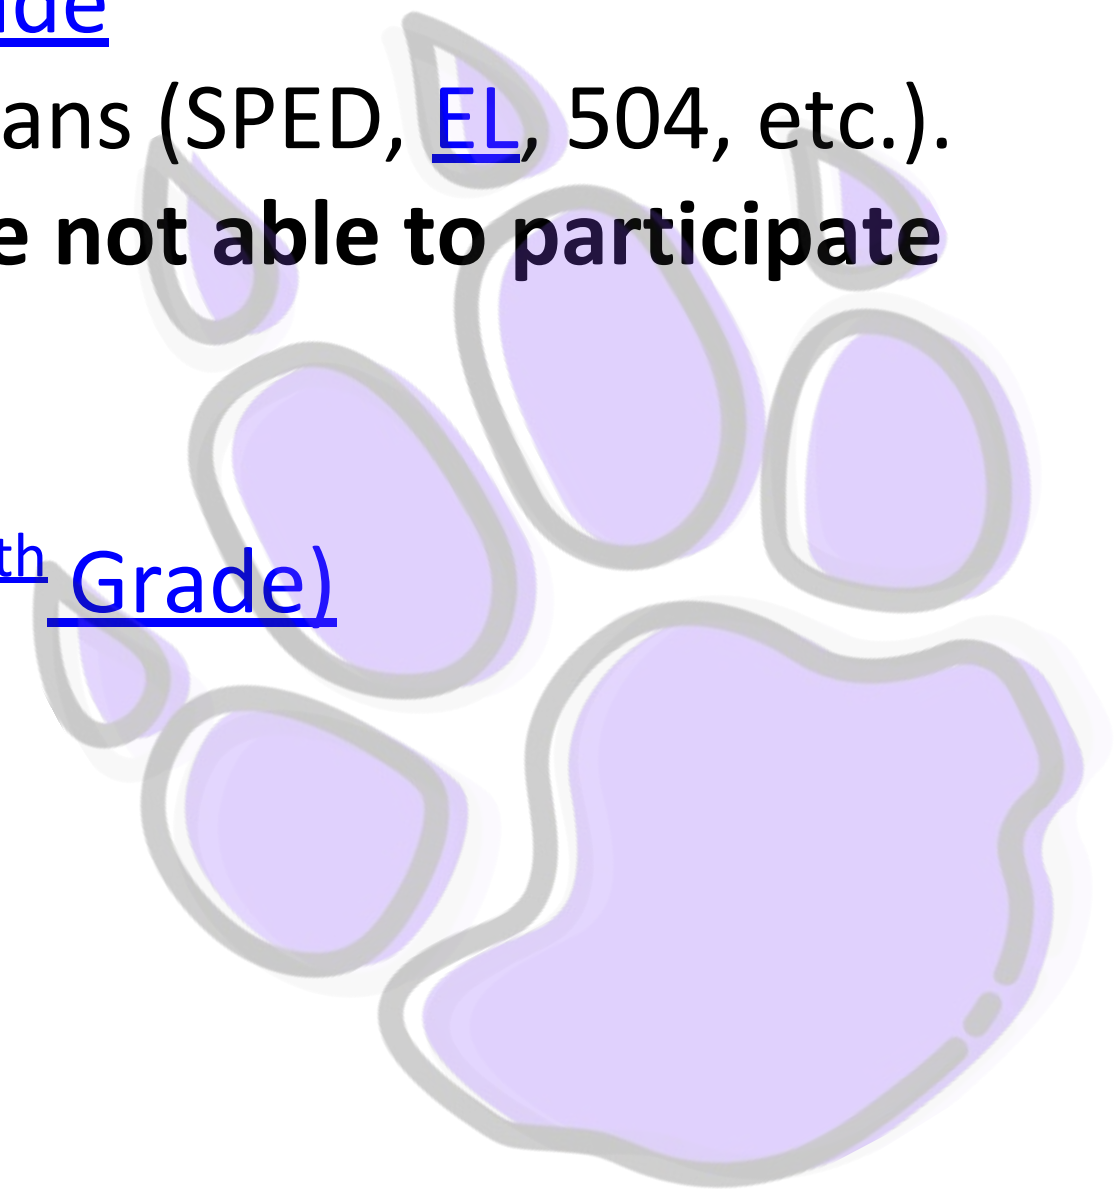 ide
ans (SPED, EL, 504, etc.).
e not able to participate
th Grade)